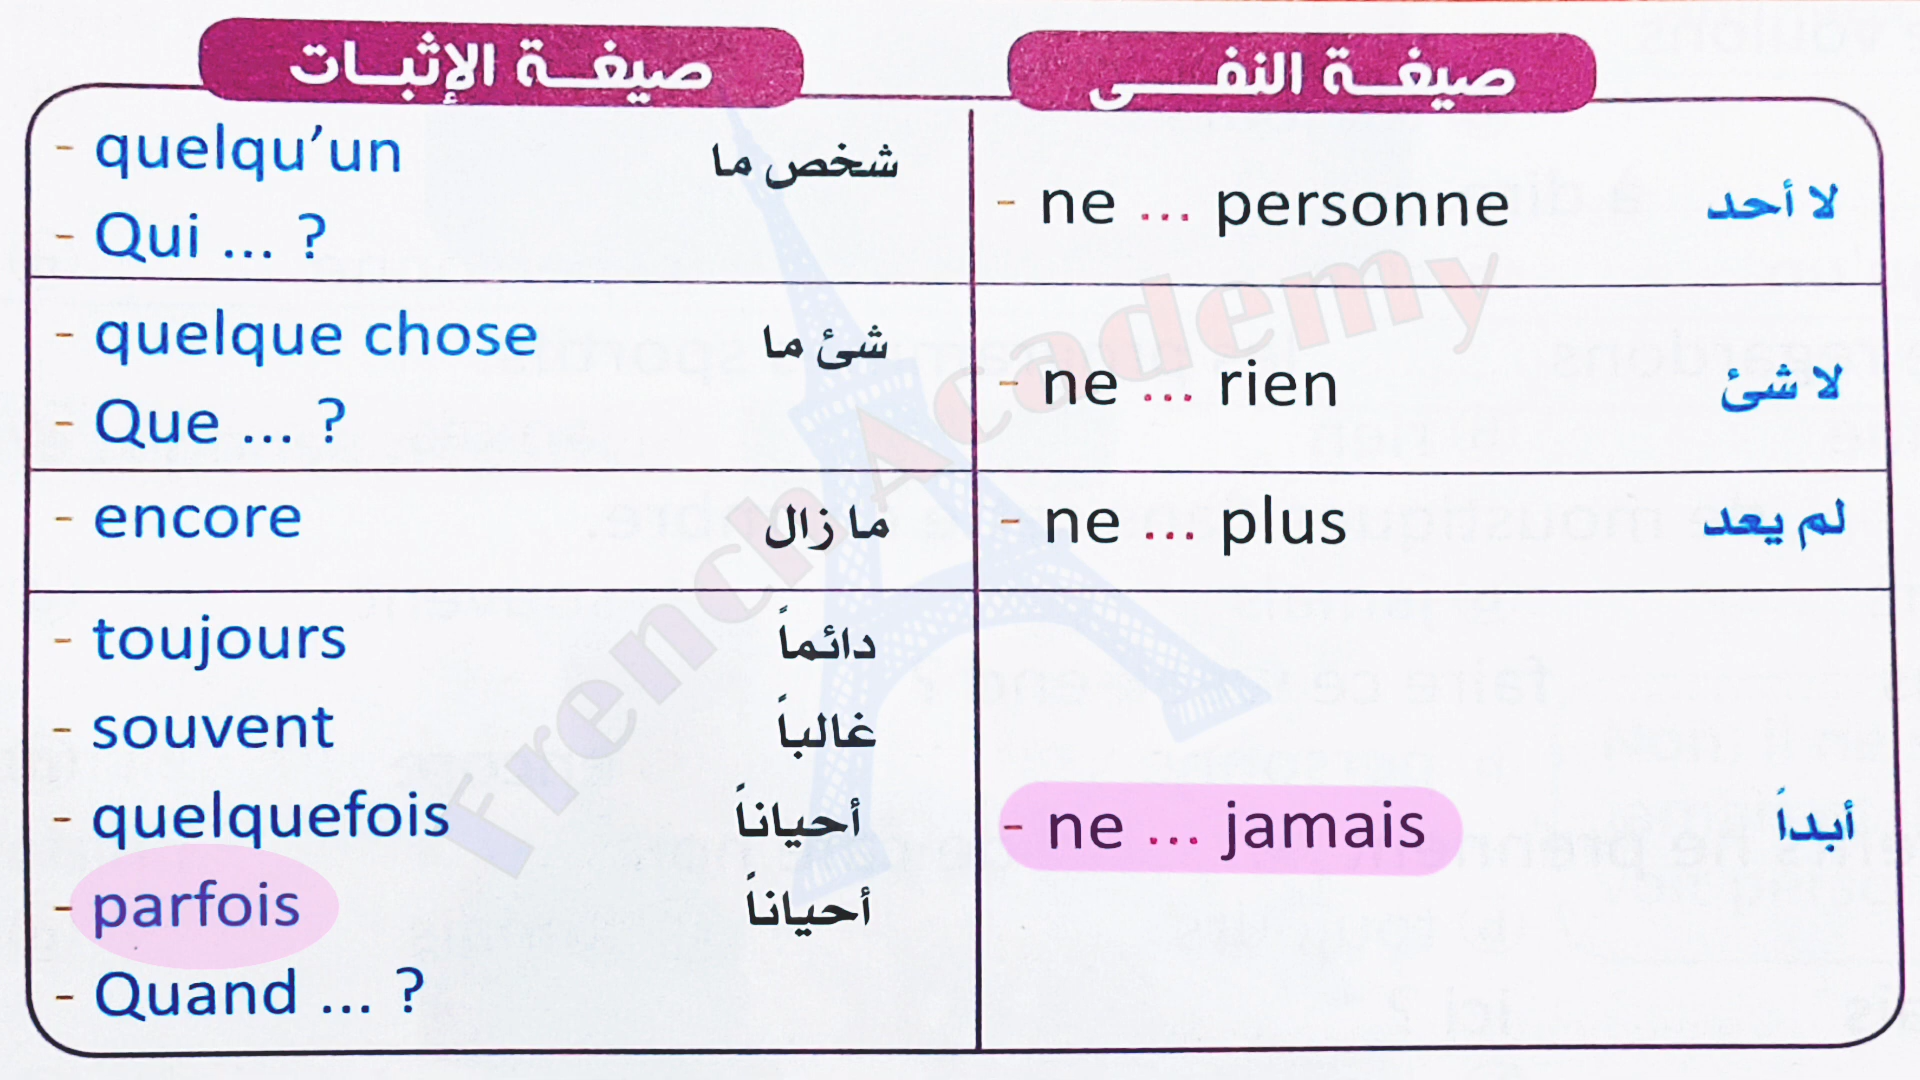 صيغة الإثبات
صيغة النفى
- quelqu’un شخص ما
- Qui ... ?
- ne ... personne لا أحد
- quelque chose شئ ما
- Que ... ?
- ne ... rien لا شئ
- encore ما زال
- ne ... plus لم يعد
- toujours دائماً
- souvent غالباً
- quelquefois أحياناً
- parfois أحياناً
- Quand ... ?
- ne ... jamais أبداً
French Academy